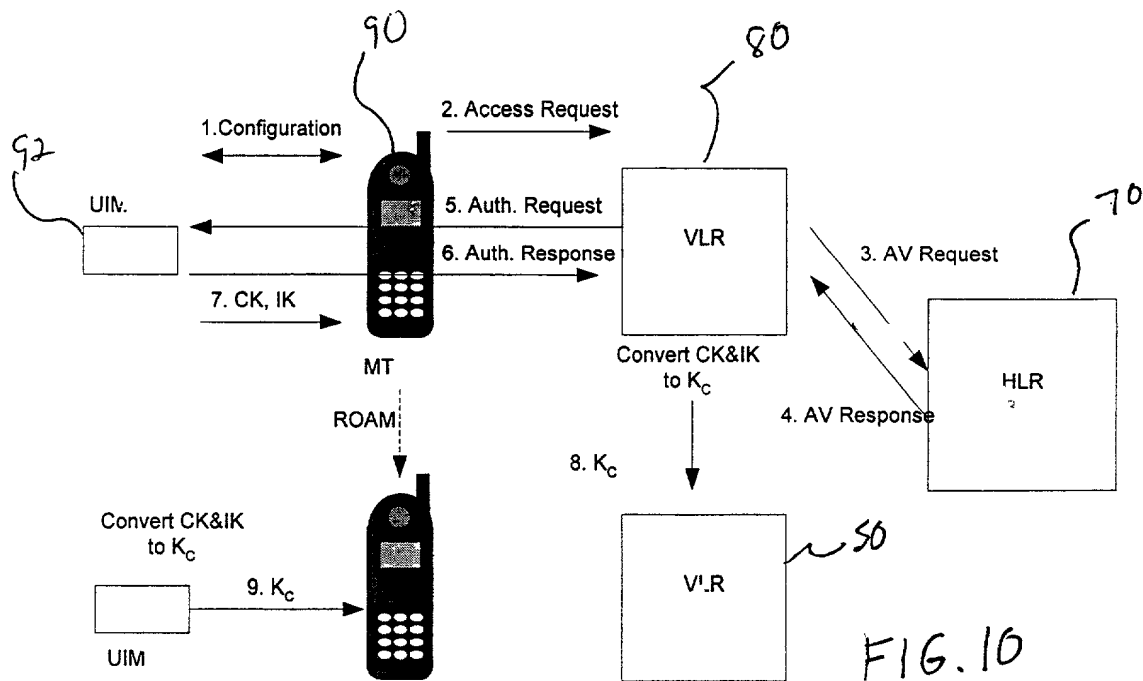 90
80
92
70
1.Configuration
2. Access Request
UIM
5. Auth. Request
VLR
6. Auth. Response
3. AV Request
7. CK, IK
MT
Convert CK&IK
to KC
HLR
4. AV Response
ROAM
8. KC
Convert CK&IK
to KC
9. KC
UIM
VLR
50
FIG.10